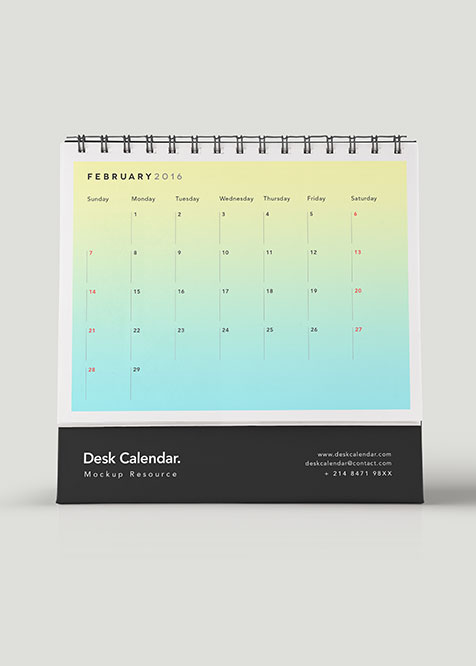 FEBRUARY2016
Sunday Monday Tuesday Wednesday Thursday Friday Saturday
1 2 3 4 5 6
7 8 9 10 11 12 13
14 15 16 17 18 19 20
21 22 23 24 25 26 27
28 29
Desk Calendar.
Mockup Resource
www.deskcalendar.com
deskcalendar@contact.com
+ 214 8471 98XX